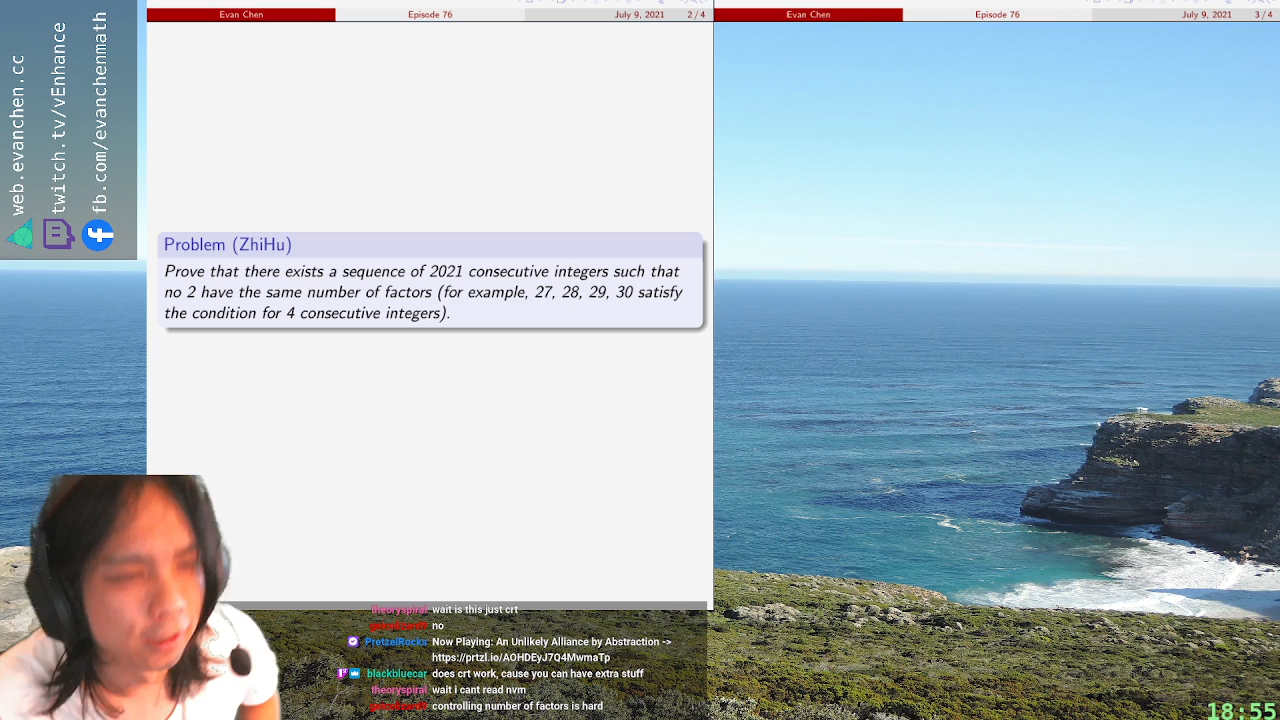 web.evanchen.cc
twitch.tv/vEnhance
fb.com/evanchenmath
Evan Chen Episode 76 July 9, 2021 2 / 4
Evan Chen Episode 76 July 9, 2021 3 / 4
Problem (ZhiHu)
Prove that there exists a sequence of 2021 consecutive integers such that
no 2 have the same number of factors (for example, 27, 28, 29, 30 satisfy
the condition for 4 consecutive integers).
theoryspiral wait is this just crt
no
PretzelRocks Now Playing: An Unlikely Alliance by Abstraction ->
https://prtzl.io/AOHDEyJ7Q4MwmaTp
blackbluecar does crt work, cause you can have extra stuff
theoryspiral wait i cant read nvm
controlling number of factors is hard
18:55